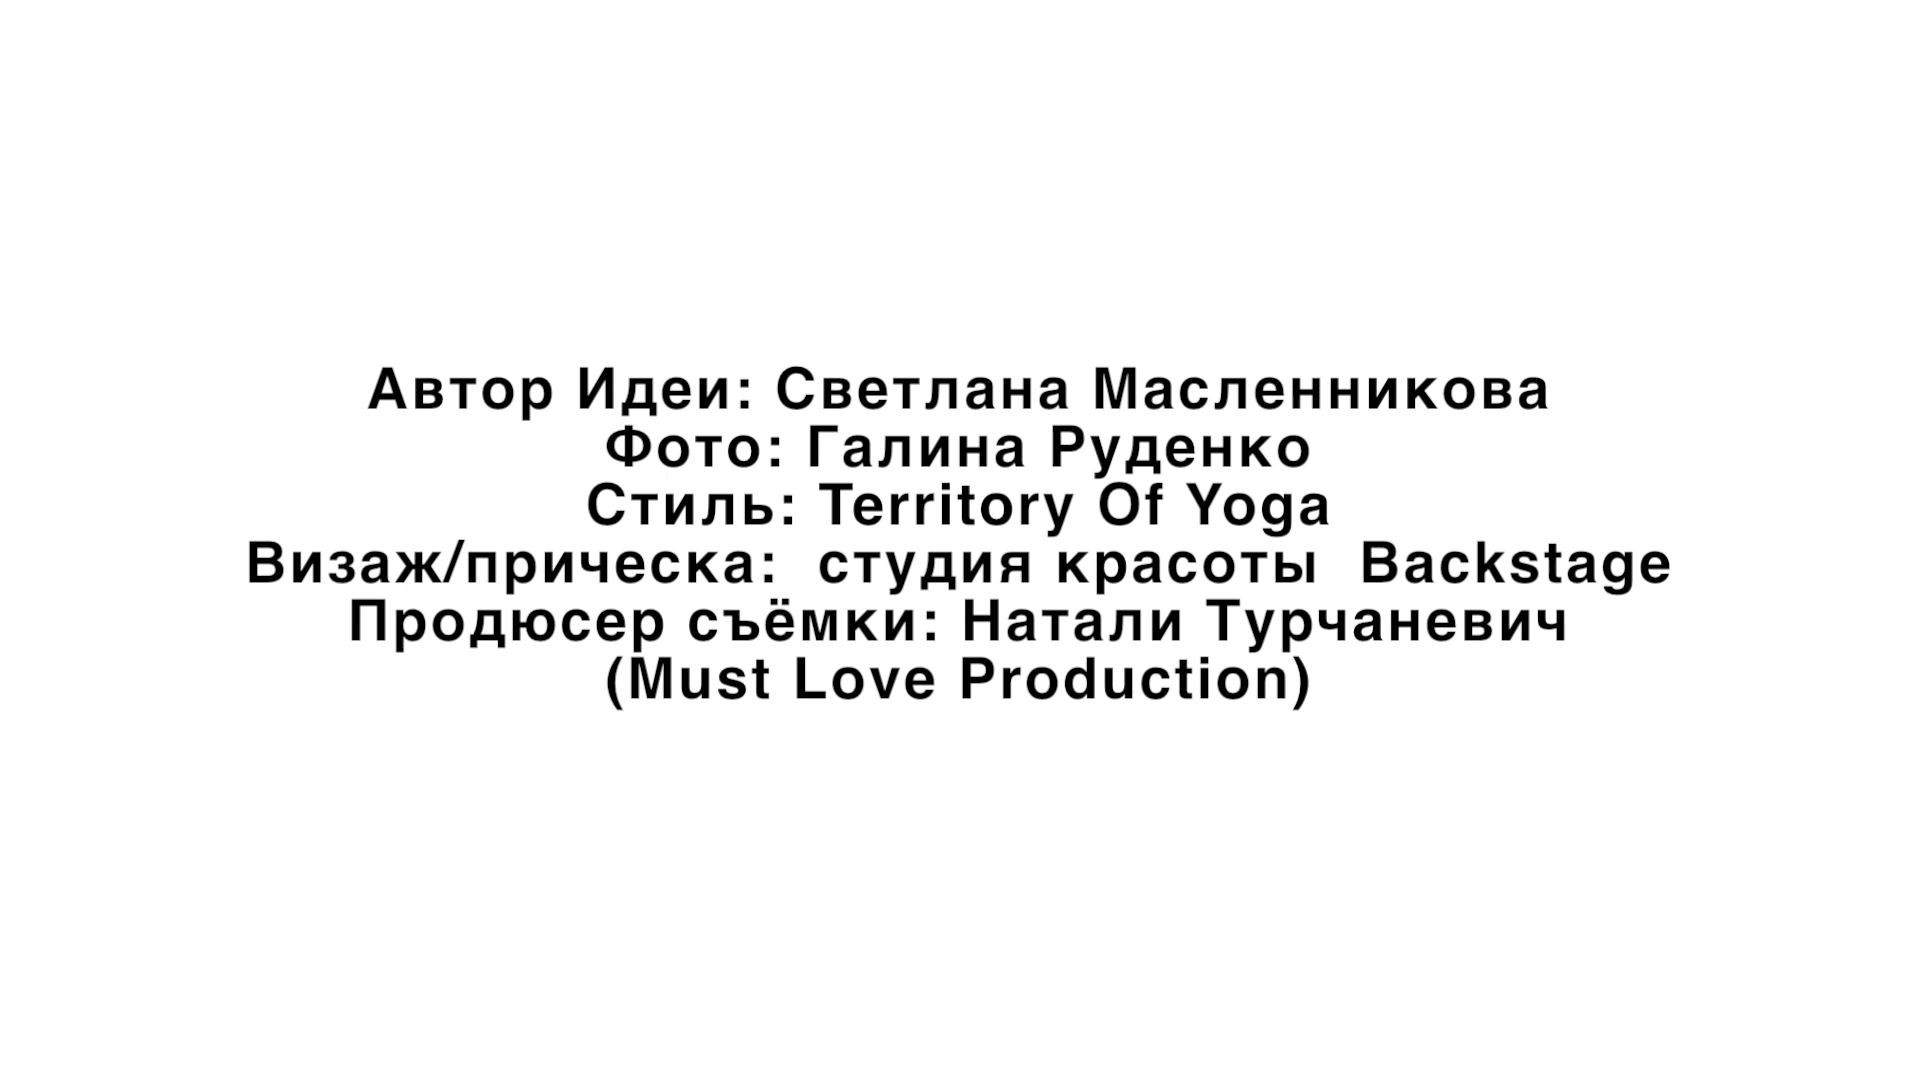 Автор Идеи: Светлана Масленникова
Фото: Галина Руденко
Стиль: Territory Of Yoga
Визаж/прическа:  студия красоты  Backstage
Продюсер съёмки: Натали Турчаневич
(Must Love Production)